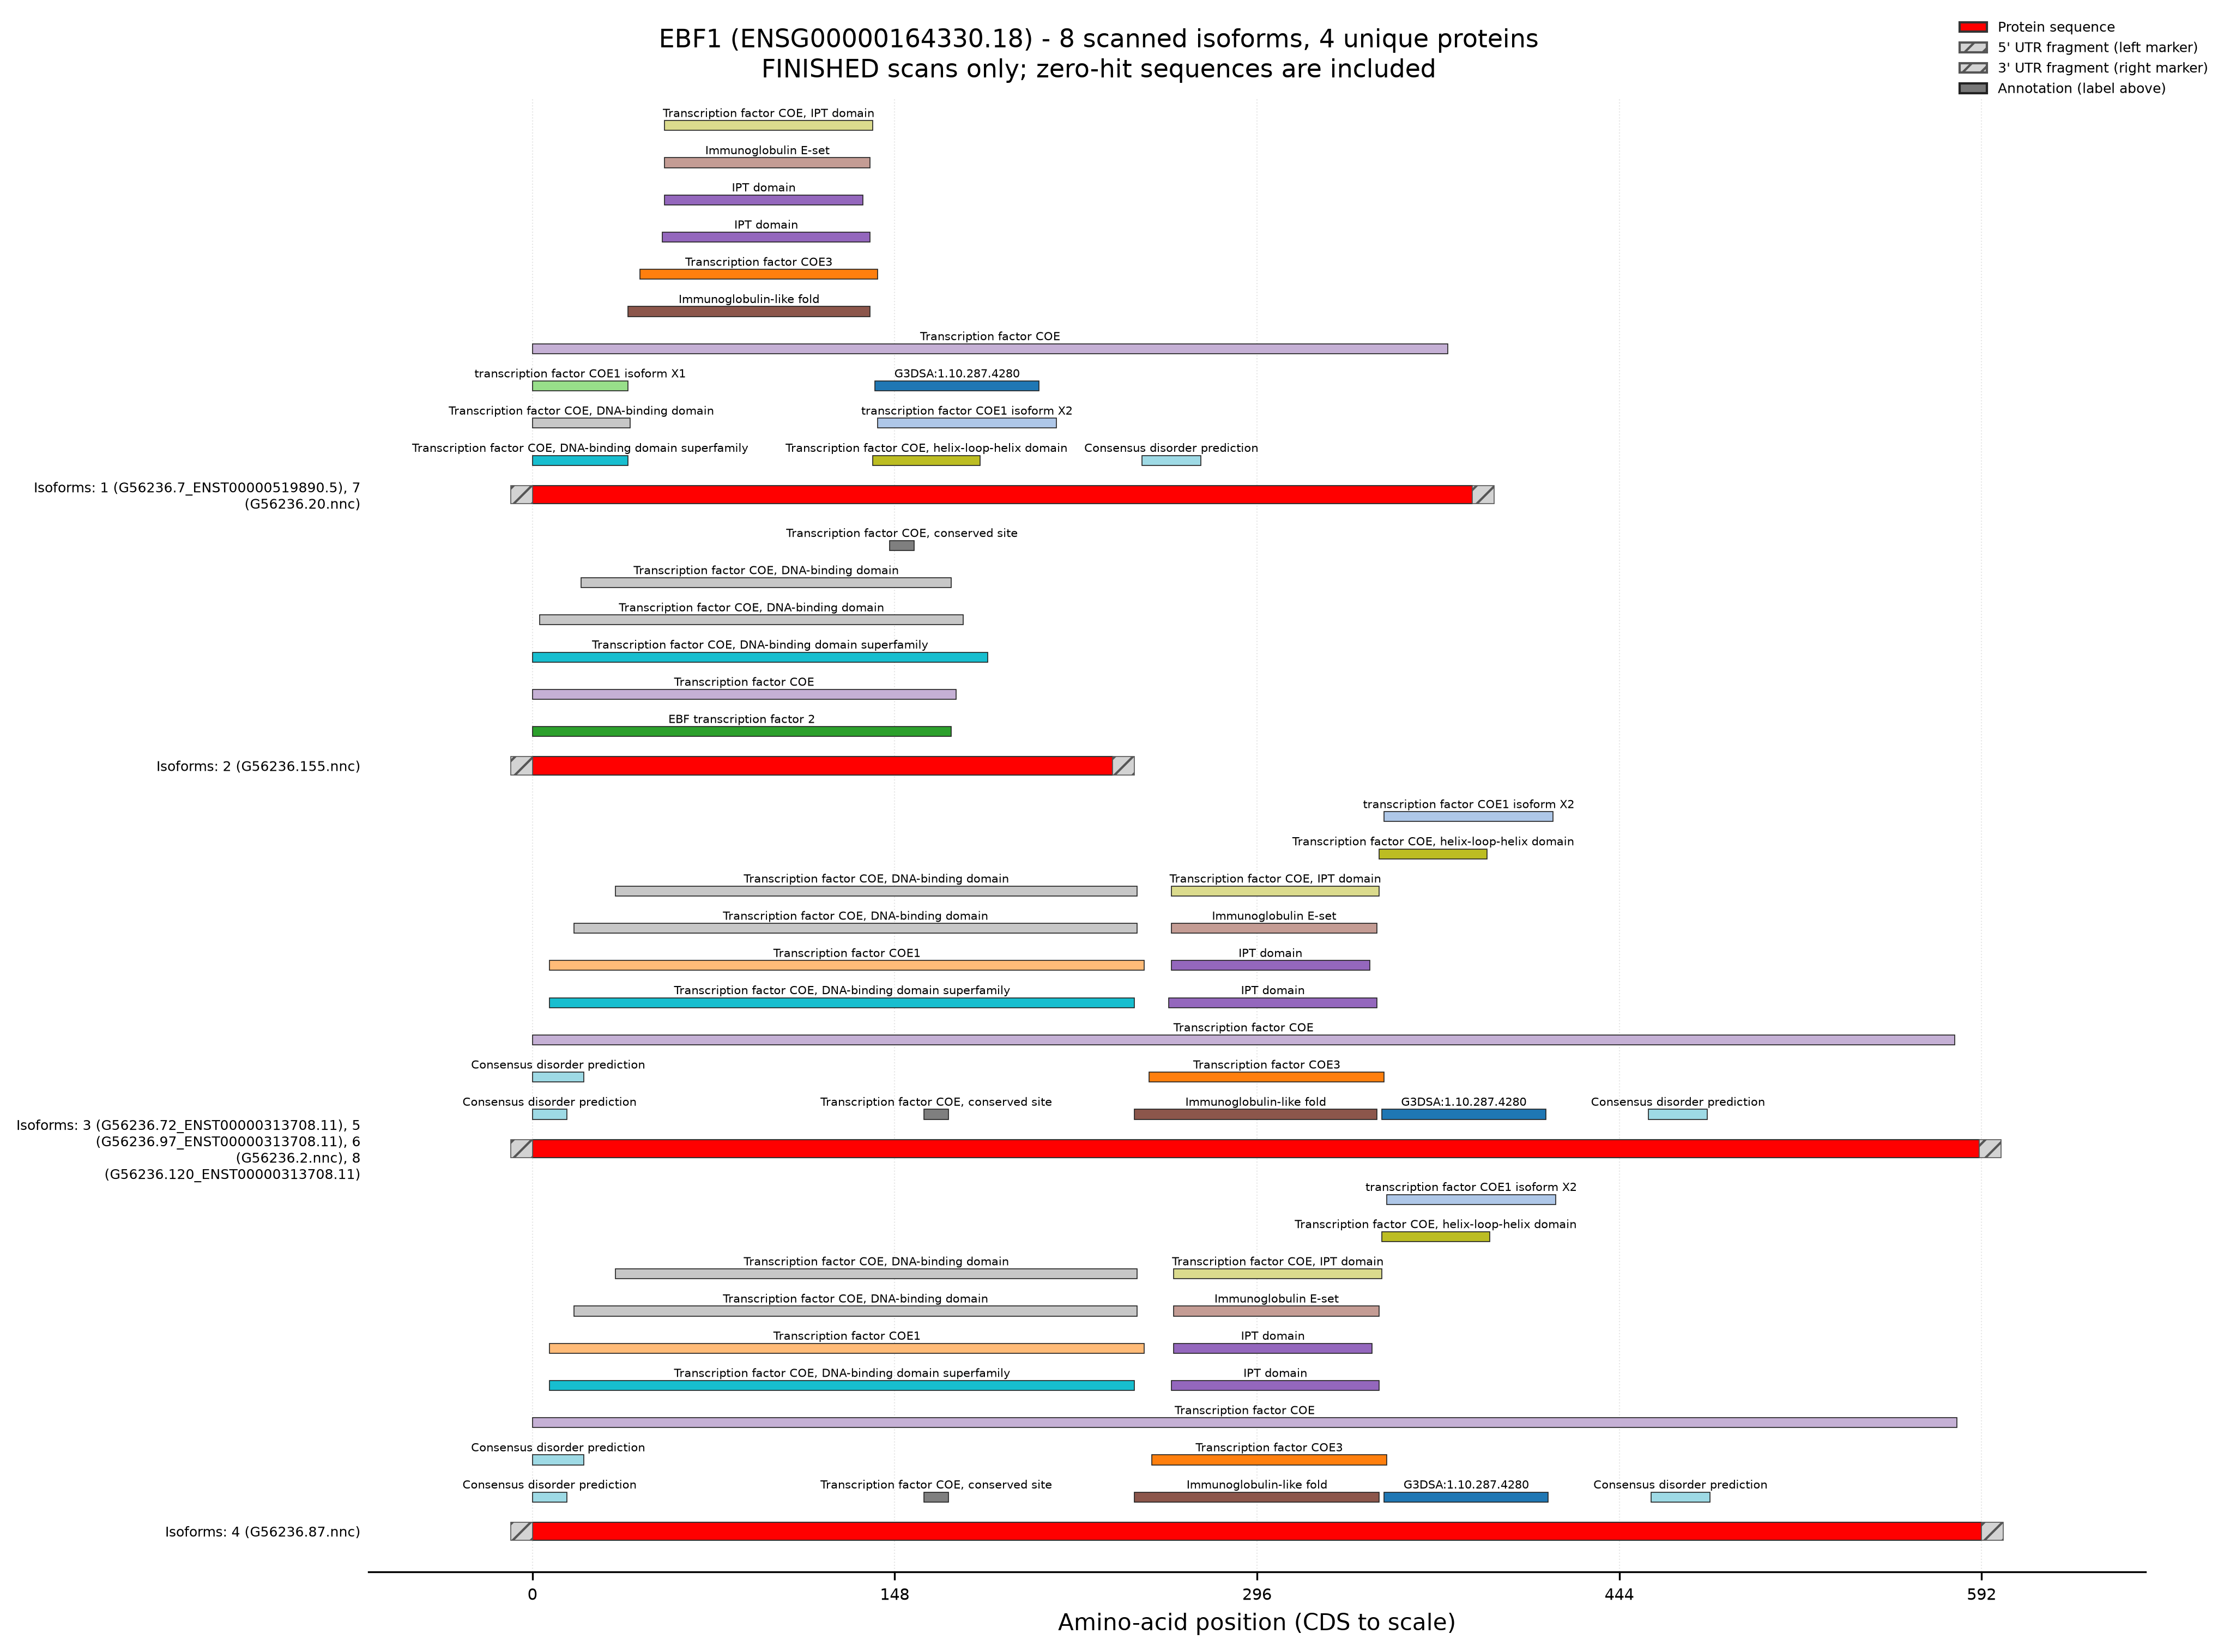 EBF1 (ENSG00000164330.18) - 8 scanned isoforms, 4 unique proteins
FINISHED scans only; zero-hit sequences are included
Protein sequence
5' UTR fragment (left marker)
3' UTR fragment (right marker)
Annotation (label above)
Transcription factor COE, IPT domain
Immunoglobulin E-set
IPT domain
IPT domain
Transcription factor COE3
Immunoglobulin-like fold
Transcription factor COE
transcription factor COE1 isoform X1
G3DSA:1.10.287.4280
Transcription factor COE, DNA-binding domain
transcription factor COE1 isoform X2
Transcription factor COE, DNA-binding domain superfamily
Transcription factor COE, helix-loop-helix domain
Consensus disorder prediction
Isoforms: 1 (G56236.7_ENST00000519890.5), 7
(G56236.20.nnc)
Transcription factor COE, conserved site
Transcription factor COE, DNA-binding domain
Transcription factor COE, DNA-binding domain
Transcription factor COE, DNA-binding domain superfamily
Transcription factor COE
EBF transcription factor 2
Isoforms: 2 (G56236.155.nnc)
transcription factor COE1 isoform X2
Transcription factor COE, helix-loop-helix domain
Transcription factor COE, DNA-binding domain
Transcription factor COE, IPT domain
Transcription factor COE, DNA-binding domain
Immunoglobulin E-set
Transcription factor COE1
IPT domain
Transcription factor COE, DNA-binding domain superfamily
IPT domain
Transcription factor COE
Consensus disorder prediction
Transcription factor COE3
Consensus disorder prediction
Transcription factor COE, conserved site
Immunoglobulin-like fold
G3DSA:1.10.287.4280
Consensus disorder prediction
Isoforms: 3 (G56236.72_ENST00000313708.11), 5
(G56236.97_ENST00000313708.11), 6
(G56236.2.nnc), 8
(G56236.120_ENST00000313708.11)
transcription factor COE1 isoform X2
Transcription factor COE, helix-loop-helix domain
Transcription factor COE, DNA-binding domain
Transcription factor COE, IPT domain
Transcription factor COE, DNA-binding domain
Immunoglobulin E-set
Transcription factor COE1
IPT domain
Transcription factor COE, DNA-binding domain superfamily
IPT domain
Transcription factor COE
Consensus disorder prediction
Transcription factor COE3
Consensus disorder prediction
Transcription factor COE, conserved site
Immunoglobulin-like fold
G3DSA:1.10.287.4280
Consensus disorder prediction
Isoforms: 4 (G56236.87.nnc)
0
148
296
444
592
Amino-acid position (CDS to scale)